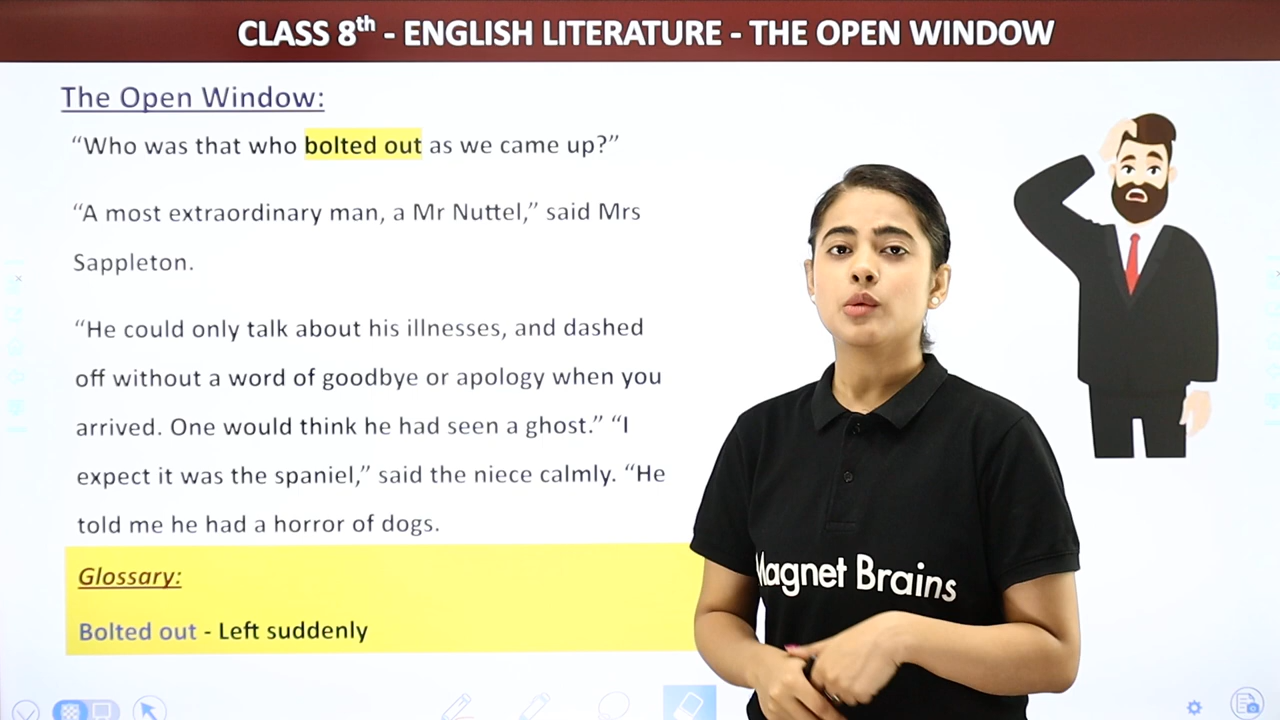 CLASS 8th - ENGLISH LITERATURE - THE OPEN WINDOW
The Open Window:
“Who was that who bolted out as we came up?”
“A most extraordinary man, a Mr Nuttel,” said Mrs
Sappleton.
“He could only talk about his illnesses, and dashed
off without a word of goodbye or apology when you
arrived. One would think he had seen a ghost.” “I
expect it was the spaniel,” said the niece calmly. “He
told me he had a horror of dogs.
Glossary:
Bolted out - Left suddenly
Magnet Brains